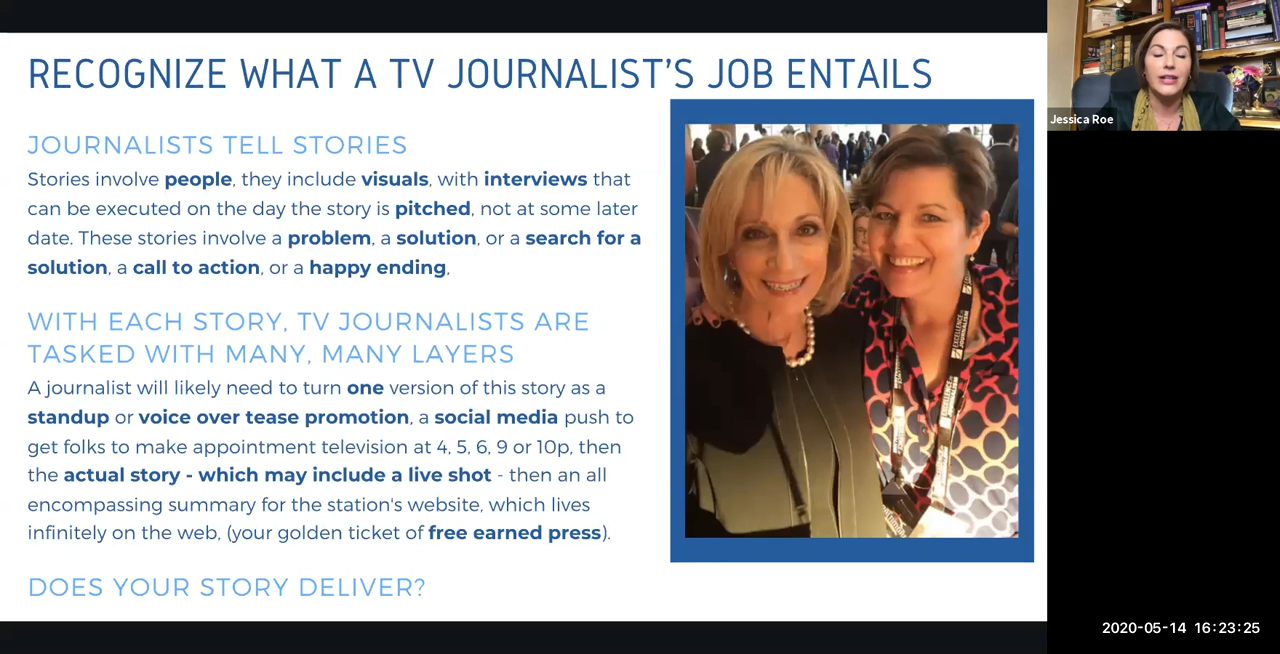 RECOGNIZE WHAT A TV JOURNALIST'S JOB ENTAILS
JOURNALISTS TELL STORIES
Stories involve people, they include visuals, with interviews that
can be executed on the day the story is pitched, not at some later
date. These stories involve a problem, a solution, or a search for a
solution, a call to action, or a happy ending,
WITH EACH STORY, TV JOURNALISTS ARE
TASKED WITH MANY, MANY LAYERS
A journalist will likely need to turn one version of this story as a
standup or voice over tease promotion, a social media push to
get folks to make appointment television at 4, 5, 6, 9 or 10p, then
the actual story - which may include a live shot - then an all
encompassing summary for the station's website, which lives
infinitely on the web, (your golden ticket of free earned press).
DOES YOUR STORY DELIVER?
EXCELLENCE
JOURNALISM
Jessica Roe
2020-05-14 16:23:25